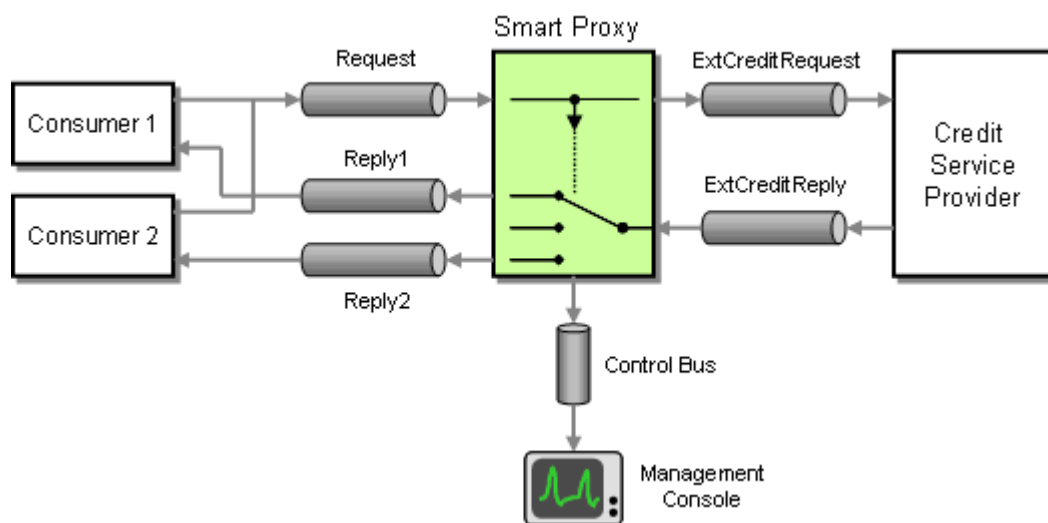 Smart Proxy
Request
ExtCreditRequest
Consumer 1
Reply1
Credit
Service
Provider
ExtCreditReply
Consumer 2
Reply2
Control Bus
Management
Console